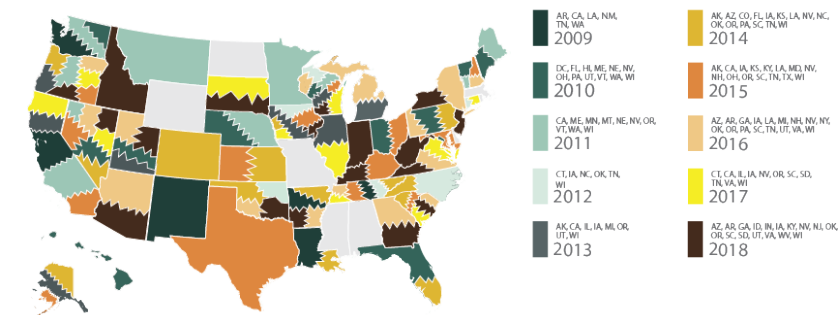 AR, CA, LA, NM,
TN, WA
2009
DC, FL, HI, ME, NE, NV,
OH, PA, UT, VT, WA, WI
2010
CA, ME, MN, MT, NE, NV, OR,
VT, WA, WI
2011
CT, IA, NC, OK, TN,
WI
2012
AK, CA, IL, IA, MI, OR,
UT, WI
2013
AK, AZ, CO, FL, IA, KS, LA, NV, NC,
OK, OR, PA, SC, TN, WI
2014
AK, CA, IA, KS, KY, LA, MD, NV,
NH, OH, OR, SC, TN, TX, WI
2015
AZ, AR, GA, IA, LA, MI, NH, NV, NY,
OK, OR, PA, SC, TN, UT, VA, WI
2016
CT, CA, IL, IA, NV, OR, SC, SD,
TN, VA, WI
2017
AZ, AR, GA, ID, IN, IA, KY, NV, NJ, OK,
OR, SC, SD, UT, VA, WV, WI
2018